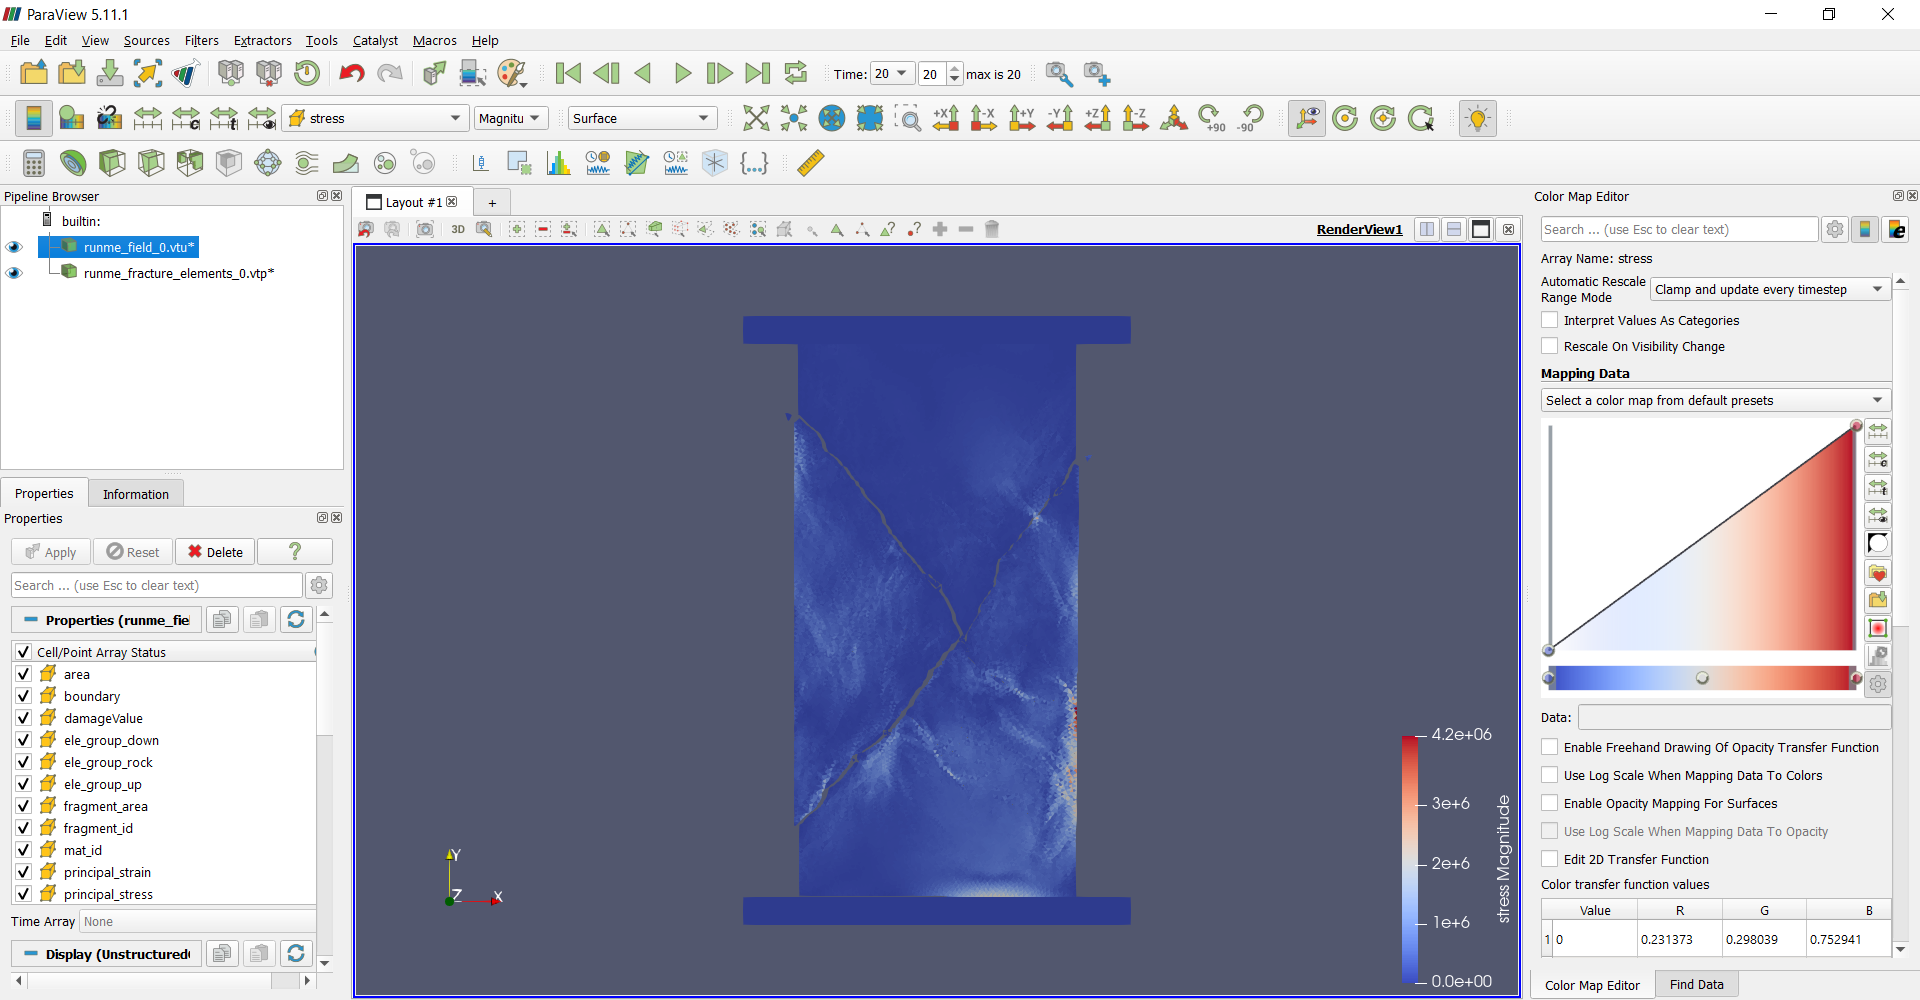 ParaView 5.11.1
File Edit View Sources Filters Extractors Tools Catalyst Macros Help
Time: 20 20 max is 20
stress Magnitu Surface +X -X +Y -Y +Z -Z +90 -90
Pipeline Browser
builtin:
runme_field_0.vtu*
runme_fracture_elements_0.vtp*
Properties Information
Properties
Apply Reset Delete ?
Search ... (use Esc to clear text)
Properties (runme_fie
Cell/Point Array Status
area
boundary
damageValue
ele_group_down
ele_group_rock
ele_group_up
fragment_area
fragment_id
mat_id
principal_strain
principal_stress
Time Array None
Display (Unstructured
Layout #1 +
3D RenderView1
Y
Z X
4.2e+06
3e+6
2e+6
1e+6
0.0e+00
stress Magnitude
Color Map Editor
Search ... (use Esc to clear text)
Array Name: stress
Automatic Rescale
Range Mode
Clamp and update every timestep
Interpret Values As Categories
Rescale On Visibility Change
Mapping Data
Select a color map from default presets
Data:
Enable Freehand Drawing Of Opacity Transfer Function
Use Log Scale When Mapping Data To Colors
Enable Opacity Mapping For Surfaces
Use Log Scale When Mapping Data To Opacity
Edit 2D Transfer Function
Color transfer function values
Value R G B
1 0 0.231373 0.298039 0.752941
Color Map Editor Find Data